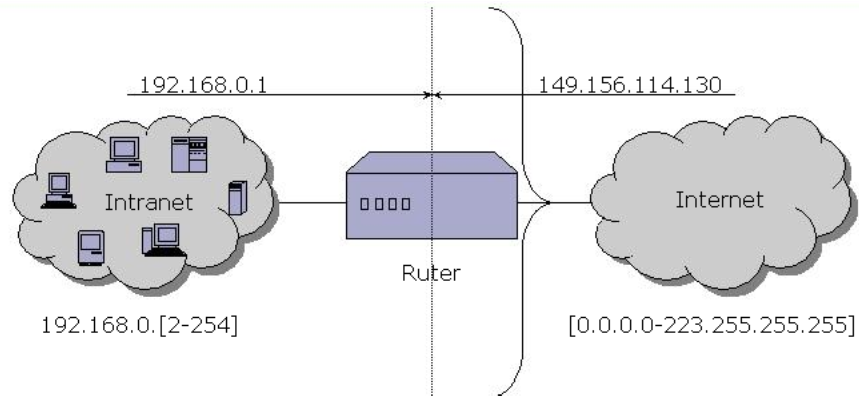 192.168.0.1
149.156.114.130
Intranet
Internet
Ruter
192.168.0.[2-254]
[0.0.0.0-223.255.255.255]